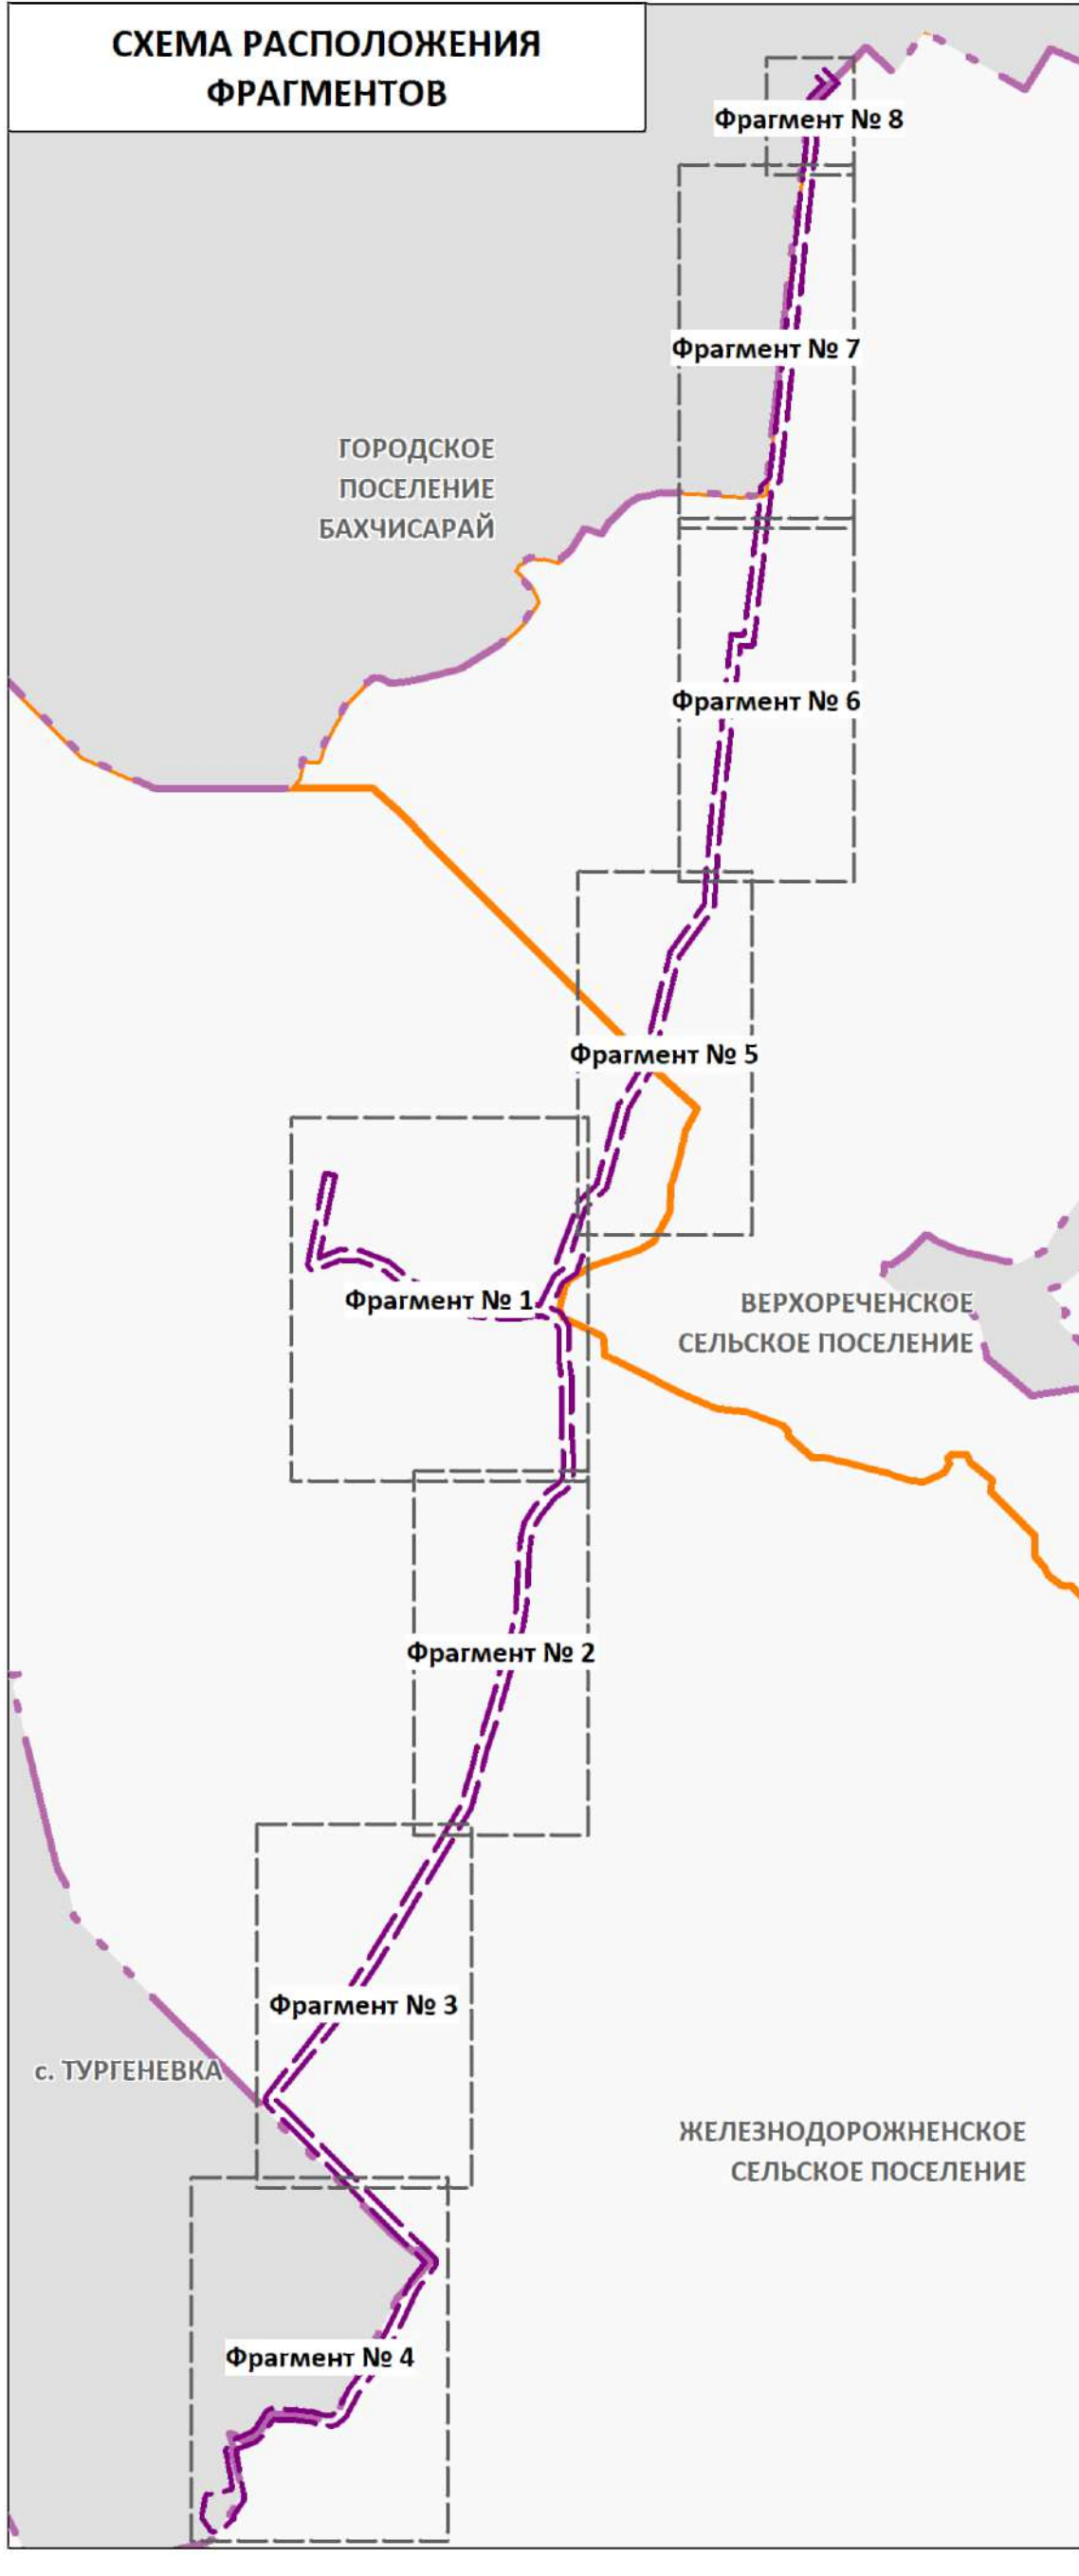 СХЕМА РАСПОЛОЖЕНИЯ
ФРАГМЕНТОВ
Фрагмент № 8
Фрагмент № 7
ГОРОДСКОЕ
ПОСЕЛЕНИЕ
БАХЧИСАРАЙ
Фрагмент № 6
Фрагмент № 5
Фрагмент № 1
ВЕРХОРЕЧЕНСКОЕ
СЕЛЬСКОЕ ПОСЕЛЕНИЕ
Фрагмент № 2
Фрагмент № 3
с. ТУРГЕНЕВКА
ЖЕЛЕЗНОДОРОЖНЕНСКОЕ
СЕЛЬСКОЕ ПОСЕЛЕНИЕ
Фрагмент № 4